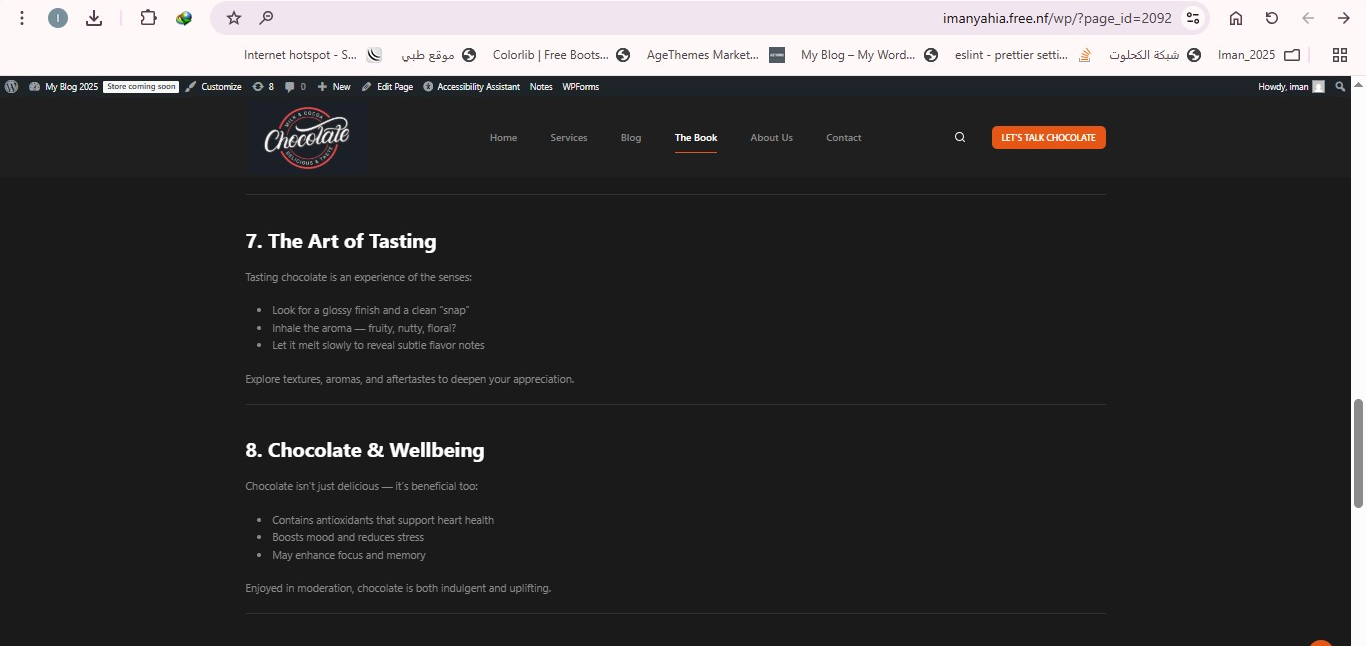 imanyahia.free.nf/wp/?page_id=2092
Internet hotspot - S...
موقع طبي
Colorlib | Free Boots...
AgeThemes Market...
My Blog – My Word...
eslint - prettier setti...
شبكة الكحلوت
Iman_2025
My Blog 2025 Store coming soon Customize 8 0 New Edit Page Accessibility Assistant Notes WPForms Howdy, iman
MILK & COCOA
Chocolate
DELICIOUS & TASTE
Home Services Blog The Book About Us Contact LET'S TALK CHOCOLATE
7. The Art of Tasting
Tasting chocolate is an experience of the senses:
• Look for a glossy finish and a clean “snap”
• Inhale the aroma — fruity, nutty, floral?
• Let it melt slowly to reveal subtle flavor notes
Explore textures, aromas, and aftertastes to deepen your appreciation.
8. Chocolate & Wellbeing
Chocolate isn’t just delicious — it’s beneficial too:
• Contains antioxidants that support heart health
• Boosts mood and reduces stress
• May enhance focus and memory
Enjoyed in moderation, chocolate is both indulgent and uplifting.